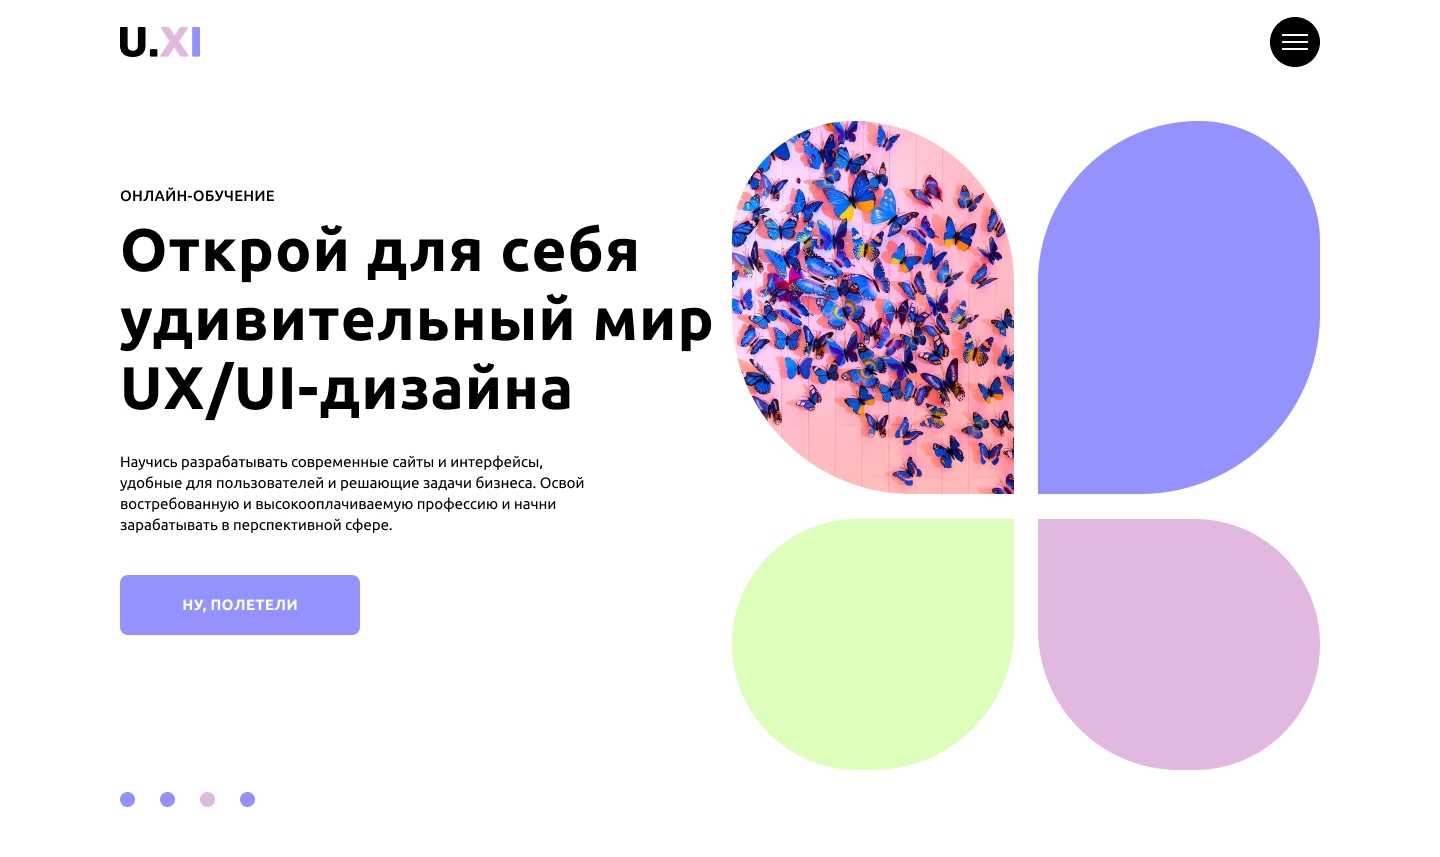 U.XI
ОНЛАЙН-ОБУЧЕНИЕ
Открой для себя
удивительный мир
UX/UI-дизайна
Научись разрабатывать современные сайты и интерфейсы,
удобные для пользователей и решающие задачи бизнеса. Освой
востребованную и высокооплачиваемую профессию и начни
зарабатывать в перспективной сфере.
НУ, ПОЛЕТЕЛИ